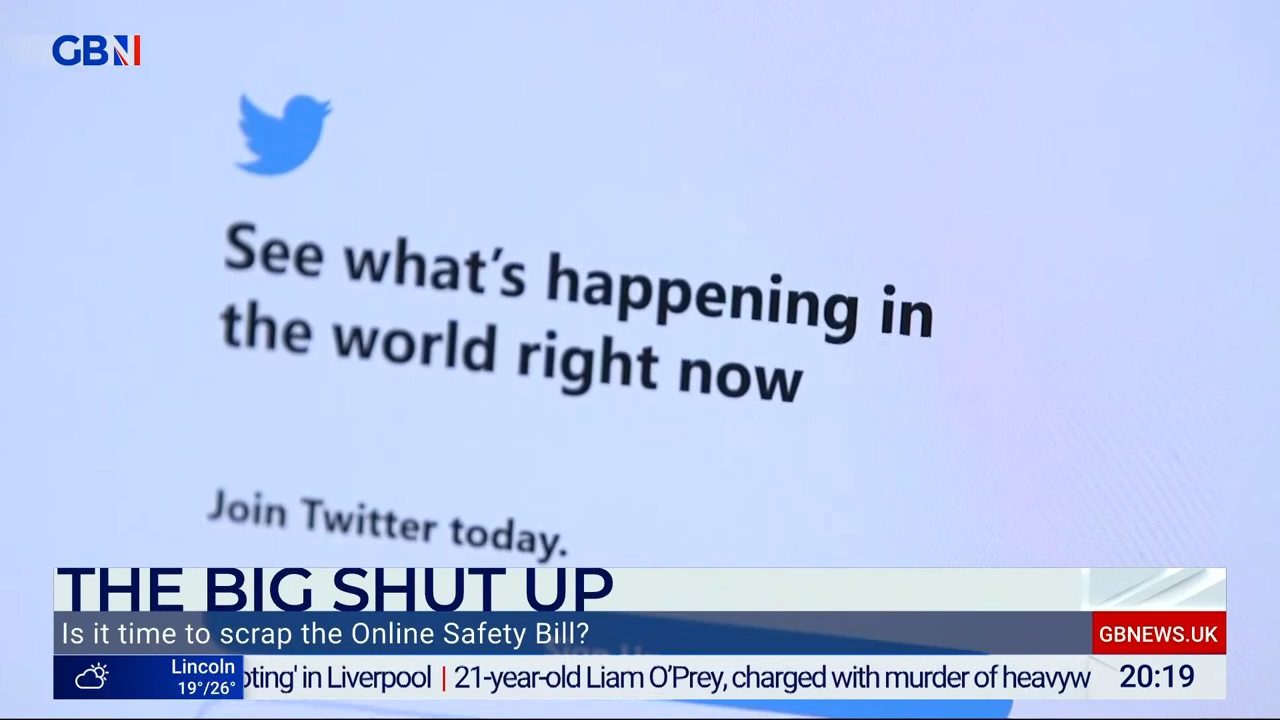 GBN
See what's happening in
the world right now
Join Twitter today.
THE BIG SHUT UP
Is it time to scrap the Online Safety Bill?
GBNEWS.UK
Lincoln
19°/26°
oting' in Liverpool | 21-year-old Liam O'Prey, charged with murder of heavyw
20:19